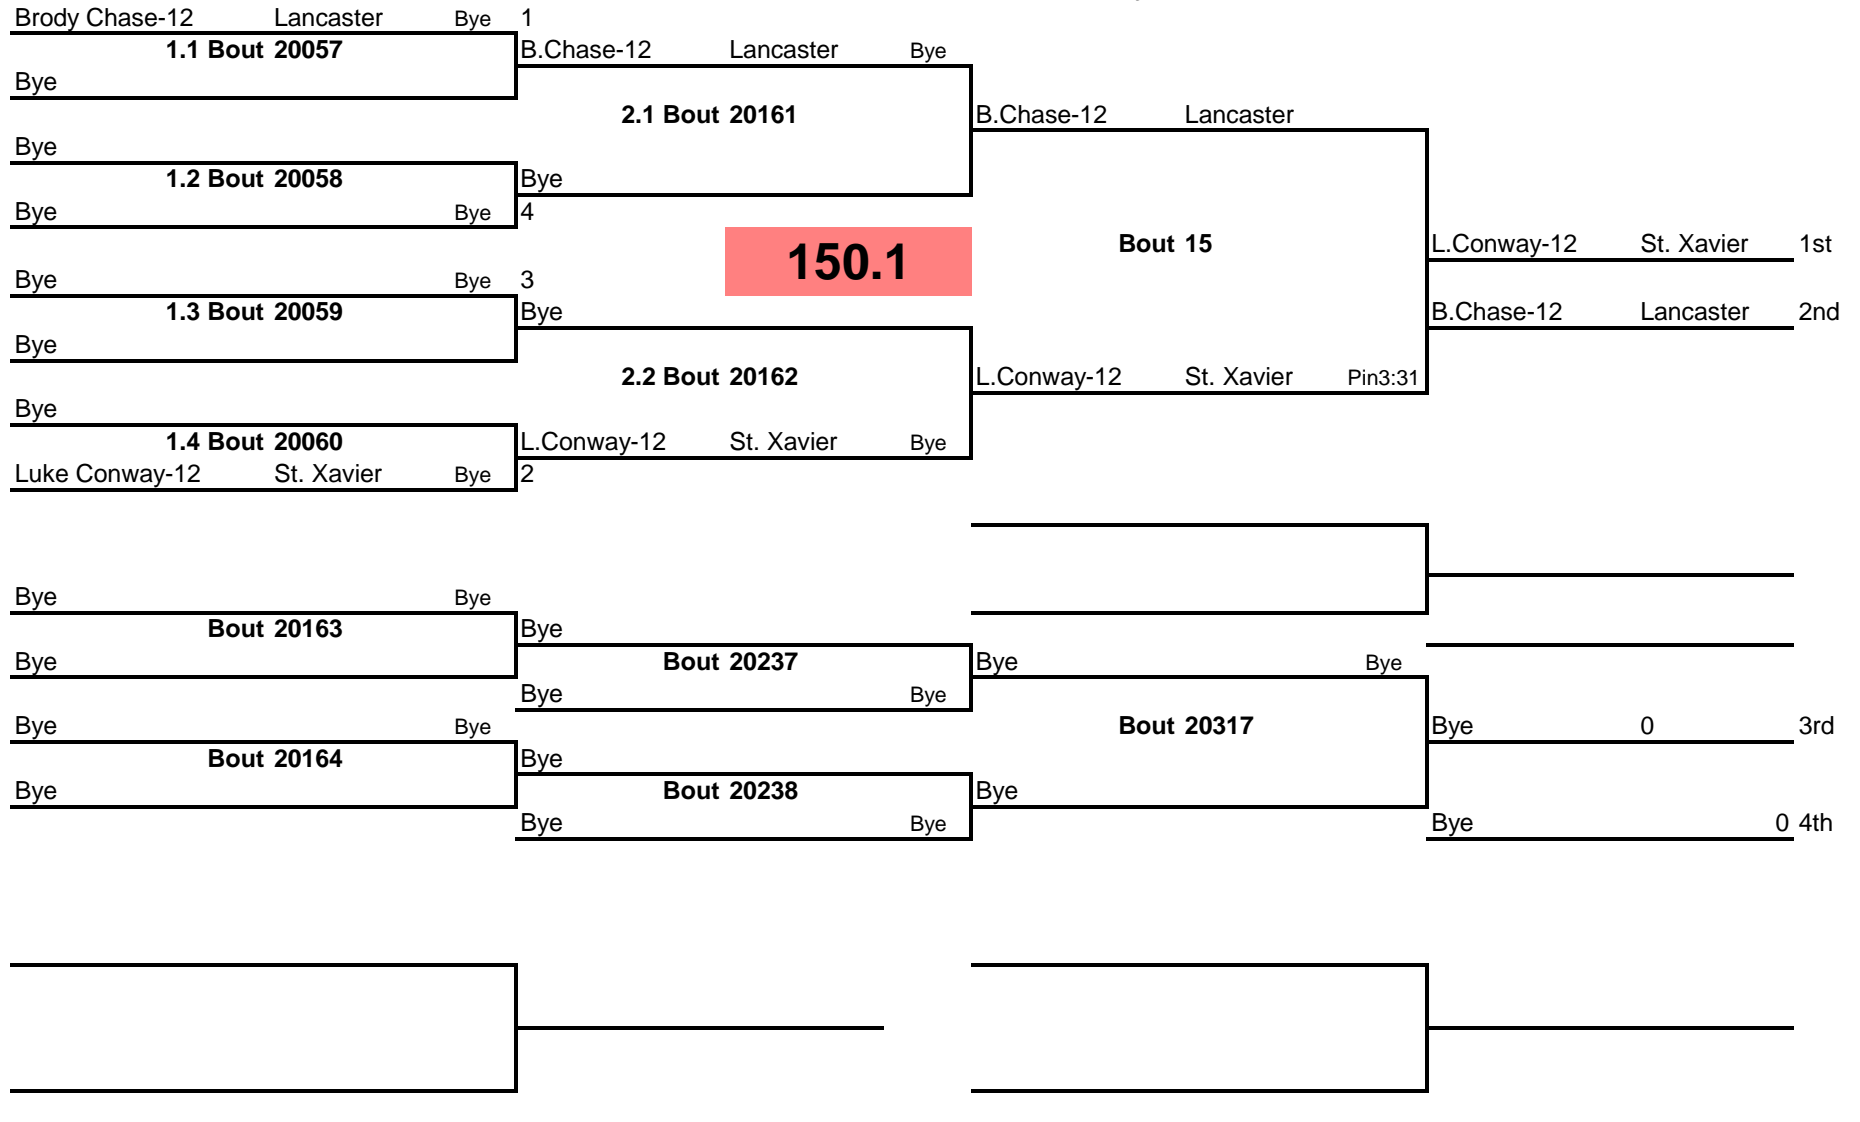 Brody Chase-12 Lancaster Bye 1
1.1 Bout 20057 B.Chase-12 Lancaster Bye
Bye
2.1 Bout 20161 B.Chase-12 Lancaster
Bye
1.2 Bout 20058 Bye
Bye Bye 4
150.1 Bout 15 L.Conway-12 St. Xavier 1st
Bye Bye 3
1.3 Bout 20059 Bye B.Chase-12 Lancaster 2nd
Bye
2.2 Bout 20162 L.Conway-12 St. Xavier Pin3:31
Bye
1.4 Bout 20060 L.Conway-12 St. Xavier Bye
Luke Conway-12 St. Xavier Bye 2
Bye Bye
Bout 20163 Bye
Bye Bout 20237 Bye Bye
Bye Bye
Bye Bye Bout 20317 Bye 0 3rd
Bout 20164 Bye
Bye Bout 20238 Bye
Bye Bye Bye 0 4th